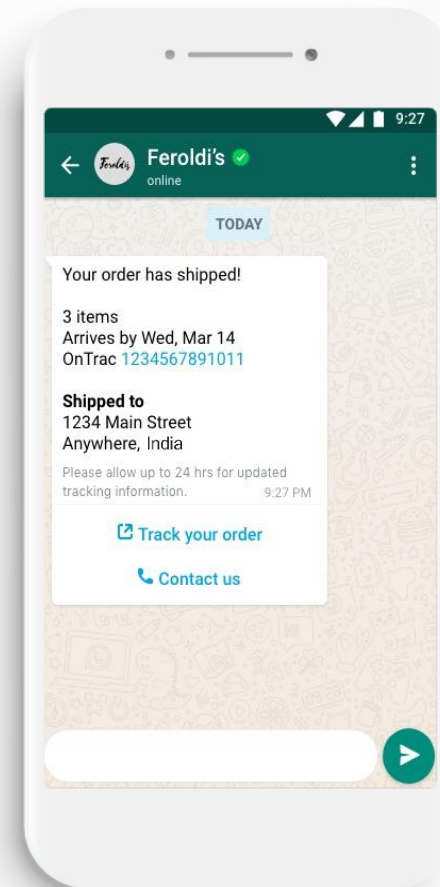 9:27
Feroldi's
Feroldi's
online
TODAY
Your order has shipped!
3 items
Arrives by Wed, Mar 14
OnTrac 1234567891011
Shipped to
1234 Main Street
Anywhere, India
Please allow up to 24 hrs for updated
tracking information. 9:27 PM
Track your order
Contact us